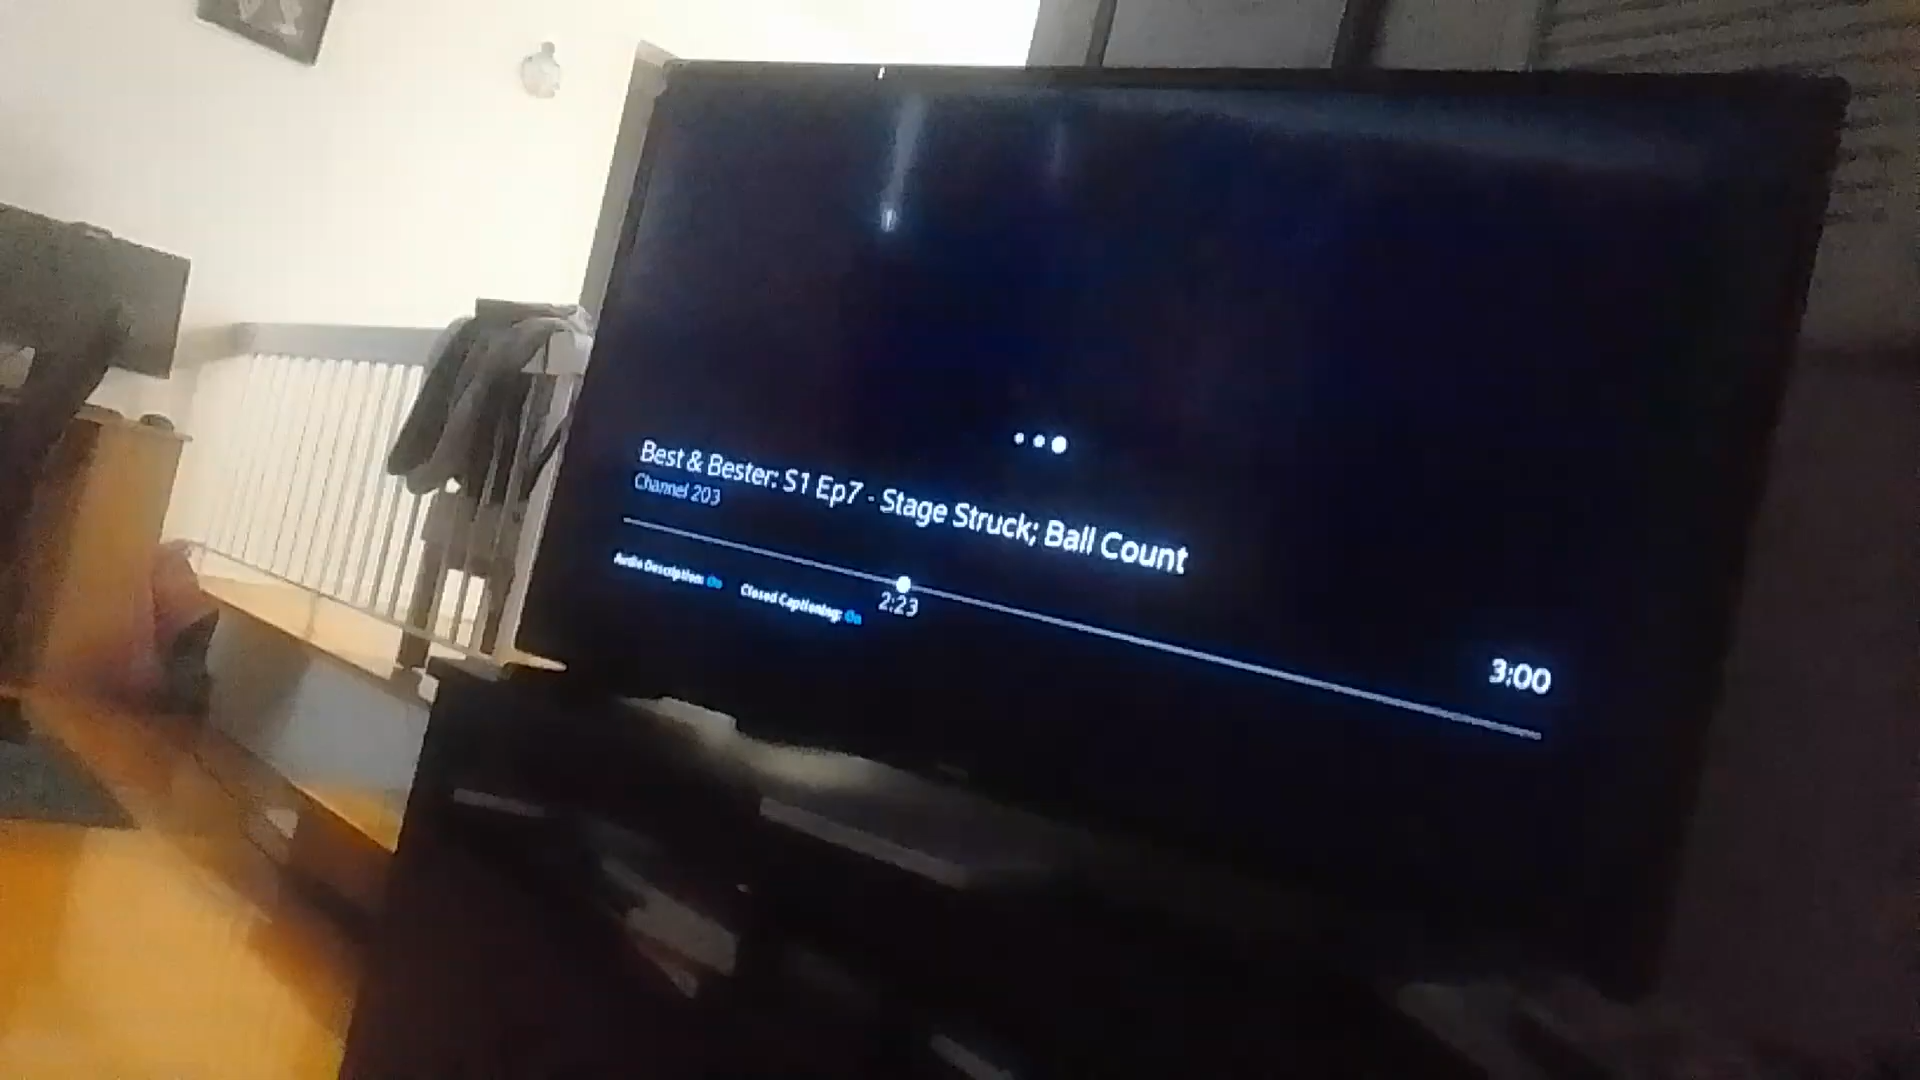 Best & Bester: S1 Ep7 - Stage Struck; Ball Count
Channel 203
2:23
3:00
Audio Description: On Closed Captioning: On